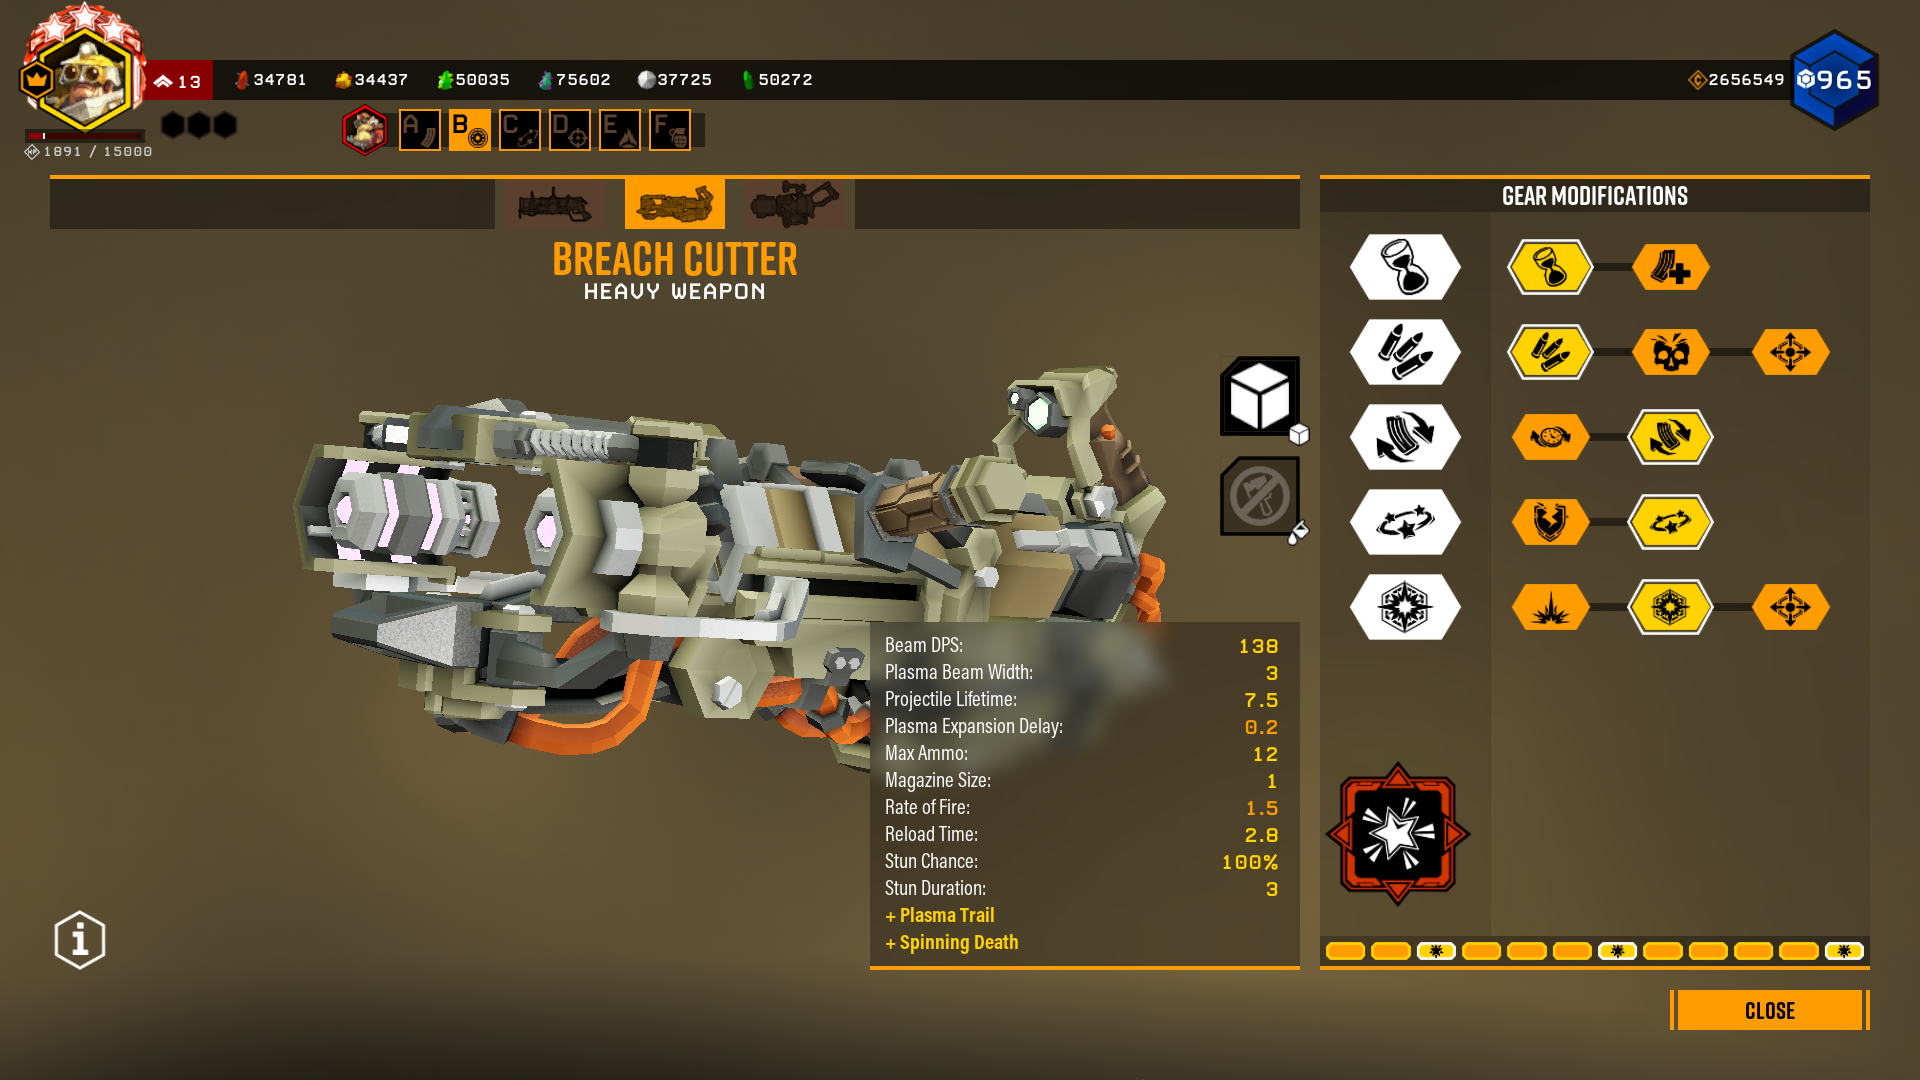 13
34781
34437
50035
75602
37725
50272
2656549
965
1891 / 15000
A
B
C
D
E
F
BREACH CUTTER
HEAVY WEAPON
GEAR MODIFICATIONS
Beam DPS: 138
Plasma Beam Width: 3
Projectile Lifetime: 7.5
Plasma Expansion Delay: 0.2
Max Ammo: 12
Magazine Size: 1
Rate of Fire: 1.5
Reload Time: 2.8
Stun Chance: 100%
Stun Duration: 3
+ Plasma Trail
+ Spinning Death
CLOSE